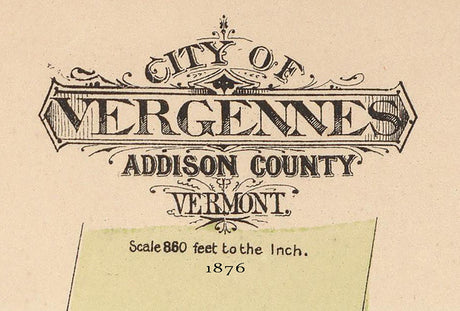 CITY OF
VERGENNES
ADDISON COUNTY
VERMONT.
Scale 860 feet to the Inch.
1876